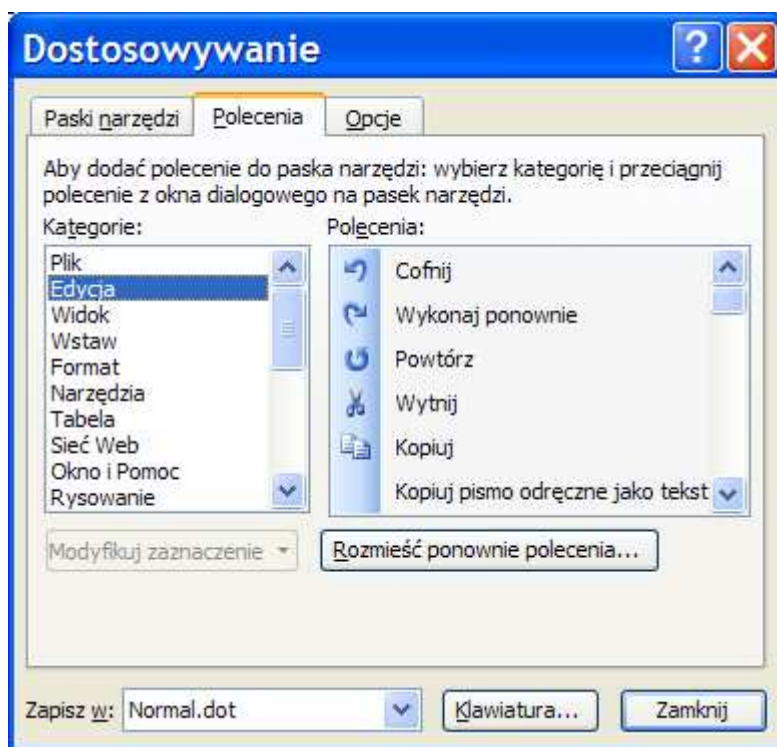 Dostosowywanie
Paski narzędzi Polecenia Opcje
Aby dodać polecenie do paska narzędzi: wybierz kategorię i przeciągnij
polecenie z okna dialogowego na pasek narzędzi.
Kategorie: Polecenia:
Plik
Edycja
Widok
Wstaw
Format
Narzędzia
Tabela
Sieć Web
Okno i Pomoc
Rysowanie
Cofnij
Wykonaj ponownie
Powtórz
Wytnij
Kopiuj
Kopiuj pismo odręczne jako tekst
Modyfikuj zaznaczenie Rozmieść ponownie polecenia...
Zapisz w: Normal.dot Klawiatura... Zamknij